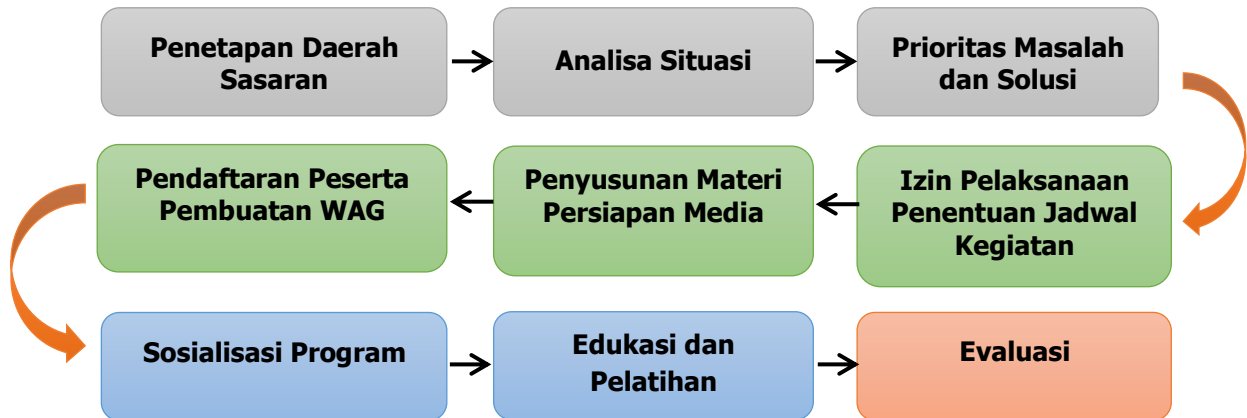 Penetapan Daerah
Sasaran
Analisa Situasi
Prioritas Masalah
dan Solusi
Izin Pelaksanaan
Penentuan Jadwal
Kegiatan
Penyusunan Materi
Persiapan Media
Pendaftaran Peserta
Pembuatan WAG
Sosialisasi Program
Edukasi dan
Pelatihan
Evaluasi